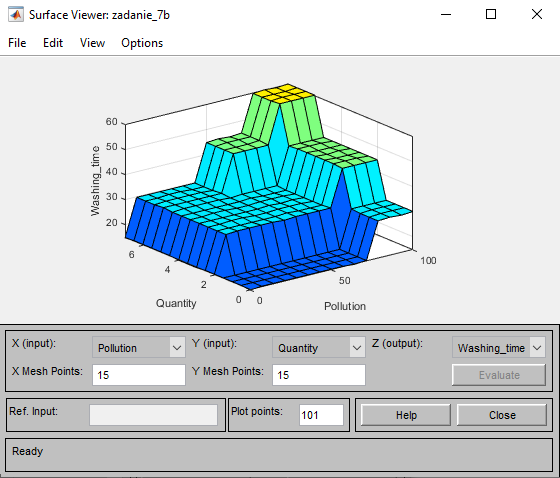 Surface Viewer: zadanie_7b
File Edit View Options
60
50
40
30
20
Washing_time
6
4
2
0
Quantity
0
50
100
Pollution
X (input): Pollution Y (input): Quantity Z (output): Washing_time
X Mesh Points: 15 Y Mesh Points: 15 Evaluate
Ref. Input: Plot points: 101 Help Close
Ready